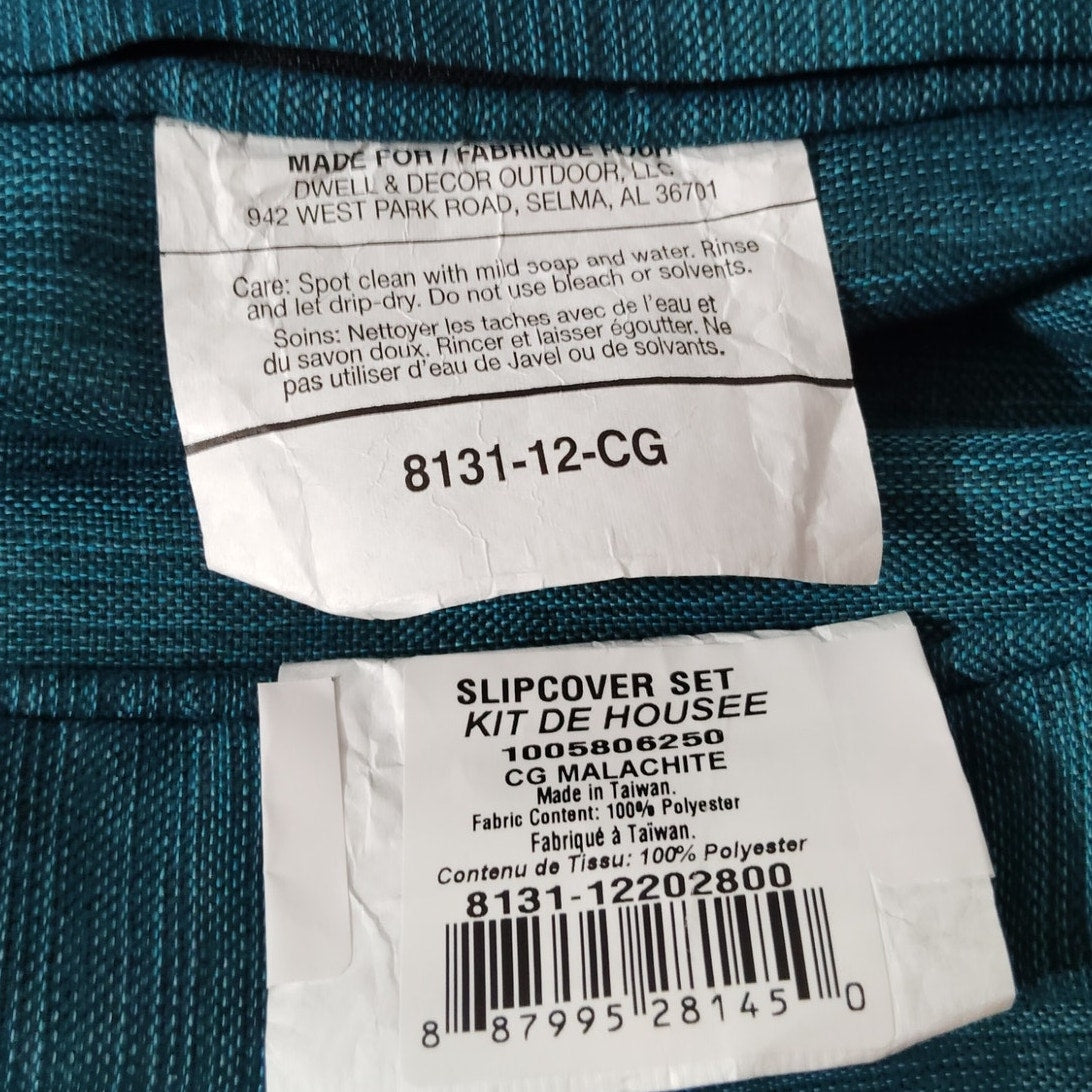 MADE FOR / FABRIQUÉ POUR
DWELL & DECOR OUTDOOR, LLC
942 WEST PARK ROAD, SELMA, AL 36701
Care: Spot clean with mild soap and water. Rinse
and let drip-dry. Do not use bleach or solvents.
Soins: Nettoyer les taches avec de l'eau et
du savon doux. Rincer et laisser égoutter. Ne
pas utiliser d'eau de Javel ou de solvants.
8131-12-CG
SLIPCOVER SET
KIT DE HOUSEE
1005806250
CG MALACHITE
Made in Taiwan.
Fabric Content: 100% Polyester
Fabriqué à Taiwan.
Contenu de Tissu: 100% Polyester
8131-12202800
8 87995 28145 0